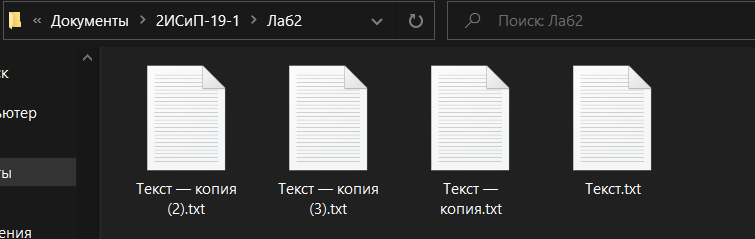 « Документы > 2ИСиП-19-1 > Лаб2
Поиск: Лаб2
ск
ьютер
ты
ения
Текст — копия
(2).txt
Текст — копия
(3).txt
Текст —
копия.txt
Текст.txt